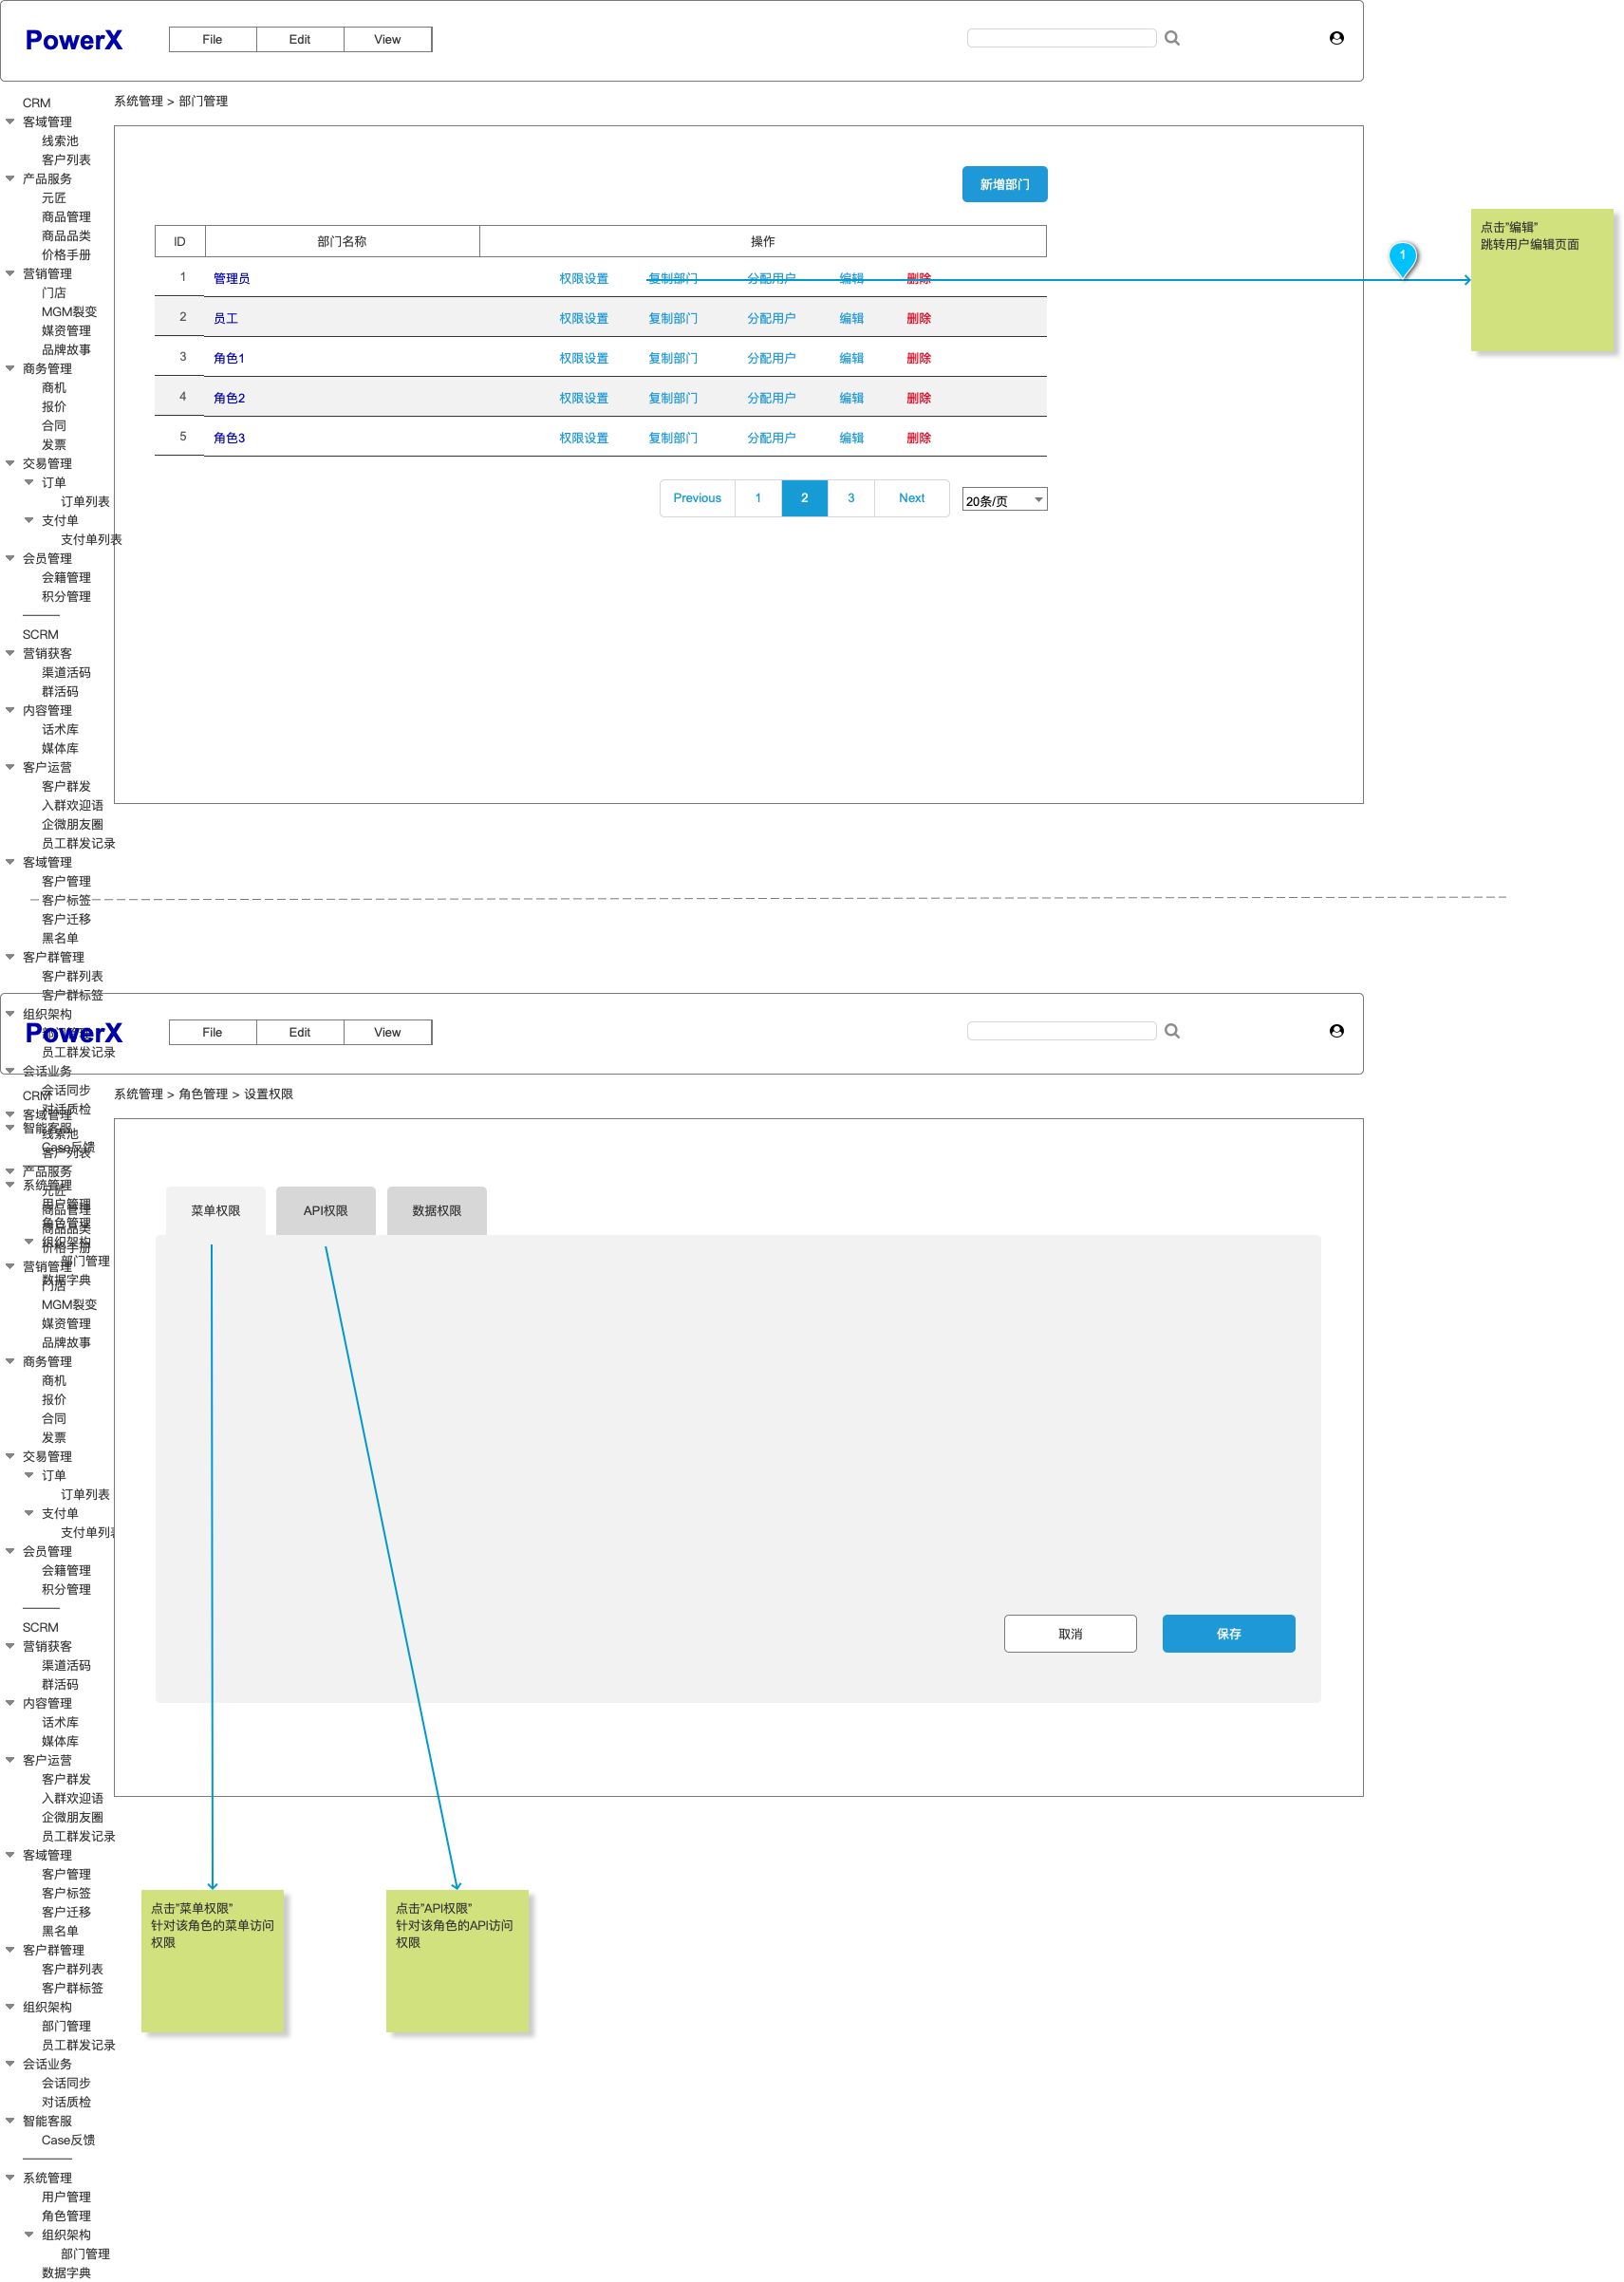 PowerX
File Edit View
系统管理 > 部门管理
CRM
客域管理
线索池
客户列表
产品服务
元匠
商品管理
商品品类
价格手册
营销管理
门店
MGM裂变
媒资管理
品牌故事
商务管理
商机
报价
合同
发票
交易管理
订单
订单列表
支付单
支付单列表
会员管理
会籍管理
积分管理
SCRM
营销获客
渠道活码
群活码
内容管理
话术库
媒体库
客户运营
客户群发
入群欢迎语
企微朋友圈
员工群发记录
客域管理
客户管理
客户标签
客户迁移
黑名单
客户群管理
客户群列表
客户群标签
组织架构
部门管理
员工群发记录
会话业务
会话同步
对话质检
智能客服
Case反馈
系统管理
用户管理
角色管理
组织架构
部门管理
数据字典
新增部门
ID 部门名称 操作
1 管理员 权限设置 复制部门 分配用户 编辑 删除
2 员工 权限设置 复制部门 分配用户 编辑 删除
3 角色1 权限设置 复制部门 分配用户 编辑 删除
4 角色2 权限设置 复制部门 分配用户 编辑 删除
5 角色3 权限设置 复制部门 分配用户 编辑 删除
Previous 1 2 3 Next 20条/页
1
点击"编辑"
跳转用户编辑页面
PowerX
File Edit View
系统管理 > 角色管理 > 设置权限
CRM
客域管理
线索池
客户列表
产品服务
元匠
商品管理
商品品类
价格手册
营销管理
门店
MGM裂变
媒资管理
品牌故事
商务管理
商机
报价
合同
发票
交易管理
订单
订单列表
支付单
支付单列
会员管理
会籍管理
积分管理
SCRM
营销获客
渠道活码
群活码
内容管理
话术库
媒体库
客户运营
客户群发
入群欢迎语
企微朋友圈
员工群发记录
客域管理
客户管理
客户标签
客户迁移
黑名单
客户群管理
客户群列表
客户群标签
组织架构
部门管理
员工群发记录
会话业务
会话同步
对话质检
智能客服
Case反馈
系统管理
用户管理
角色管理
组织架构
部门管理
数据字典
菜单权限 API权限 数据权限
取消 保存
点击"菜单权限"
针对该角色的菜单访问
权限
点击"API权限"
针对该角色的API访问
权限